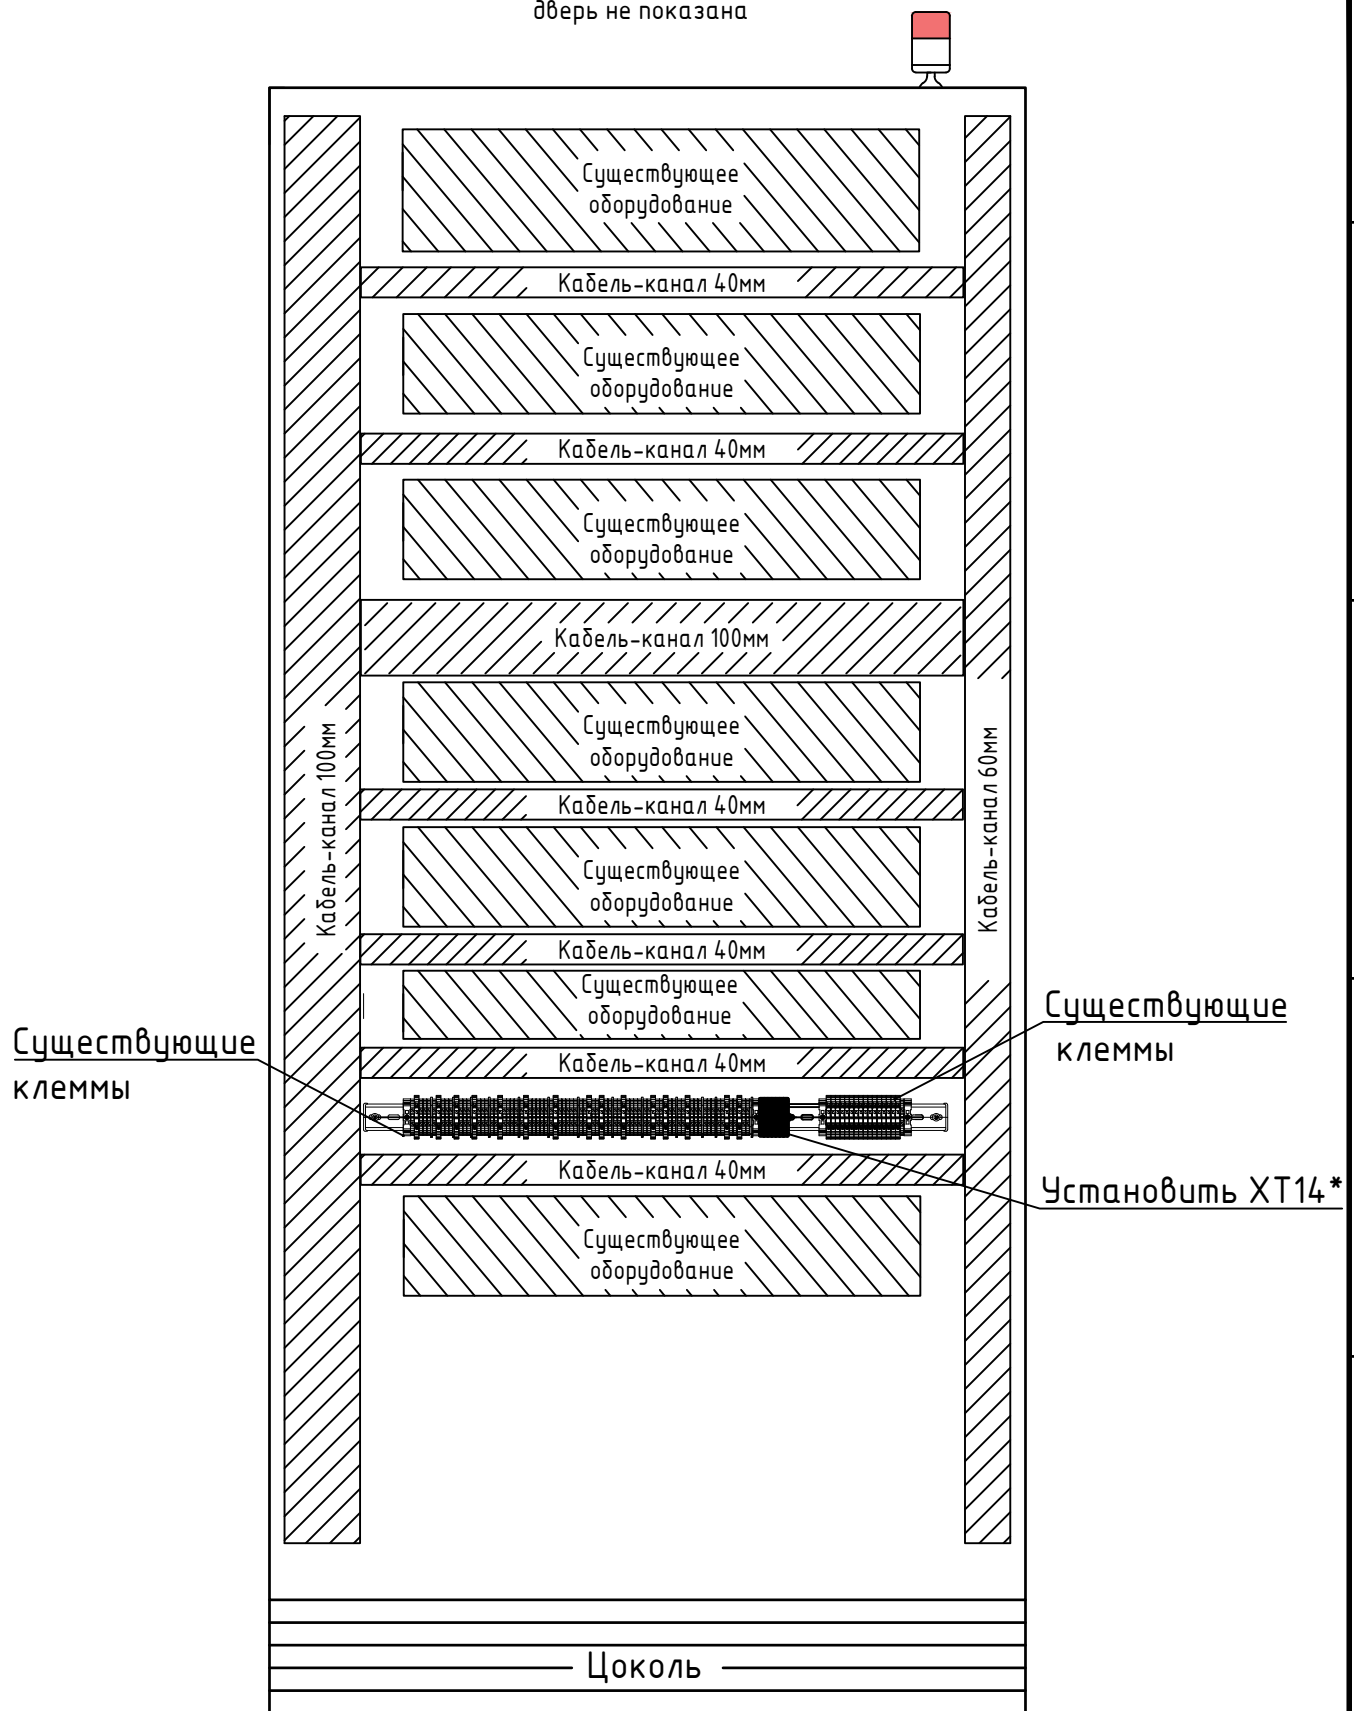 дверь не показана
Существующее
оборудование
Кабель-канал 40мм
Существующее
оборудование
Кабель-канал 40мм
Существующее
оборудование
Кабель-канал 100мм
Существующее
оборудование
Кабель-канал 100мм
Кабель-канал 60мм
Кабель-канал 40мм
Существующее
оборудование
Кабель-канал 40мм
Существующее
оборудование
Существующие
клеммы
Существующие
клеммы
Кабель-канал 40мм
Кабель-канал 40мм
Установить XT14*
Существующее
оборудование
Цоколь